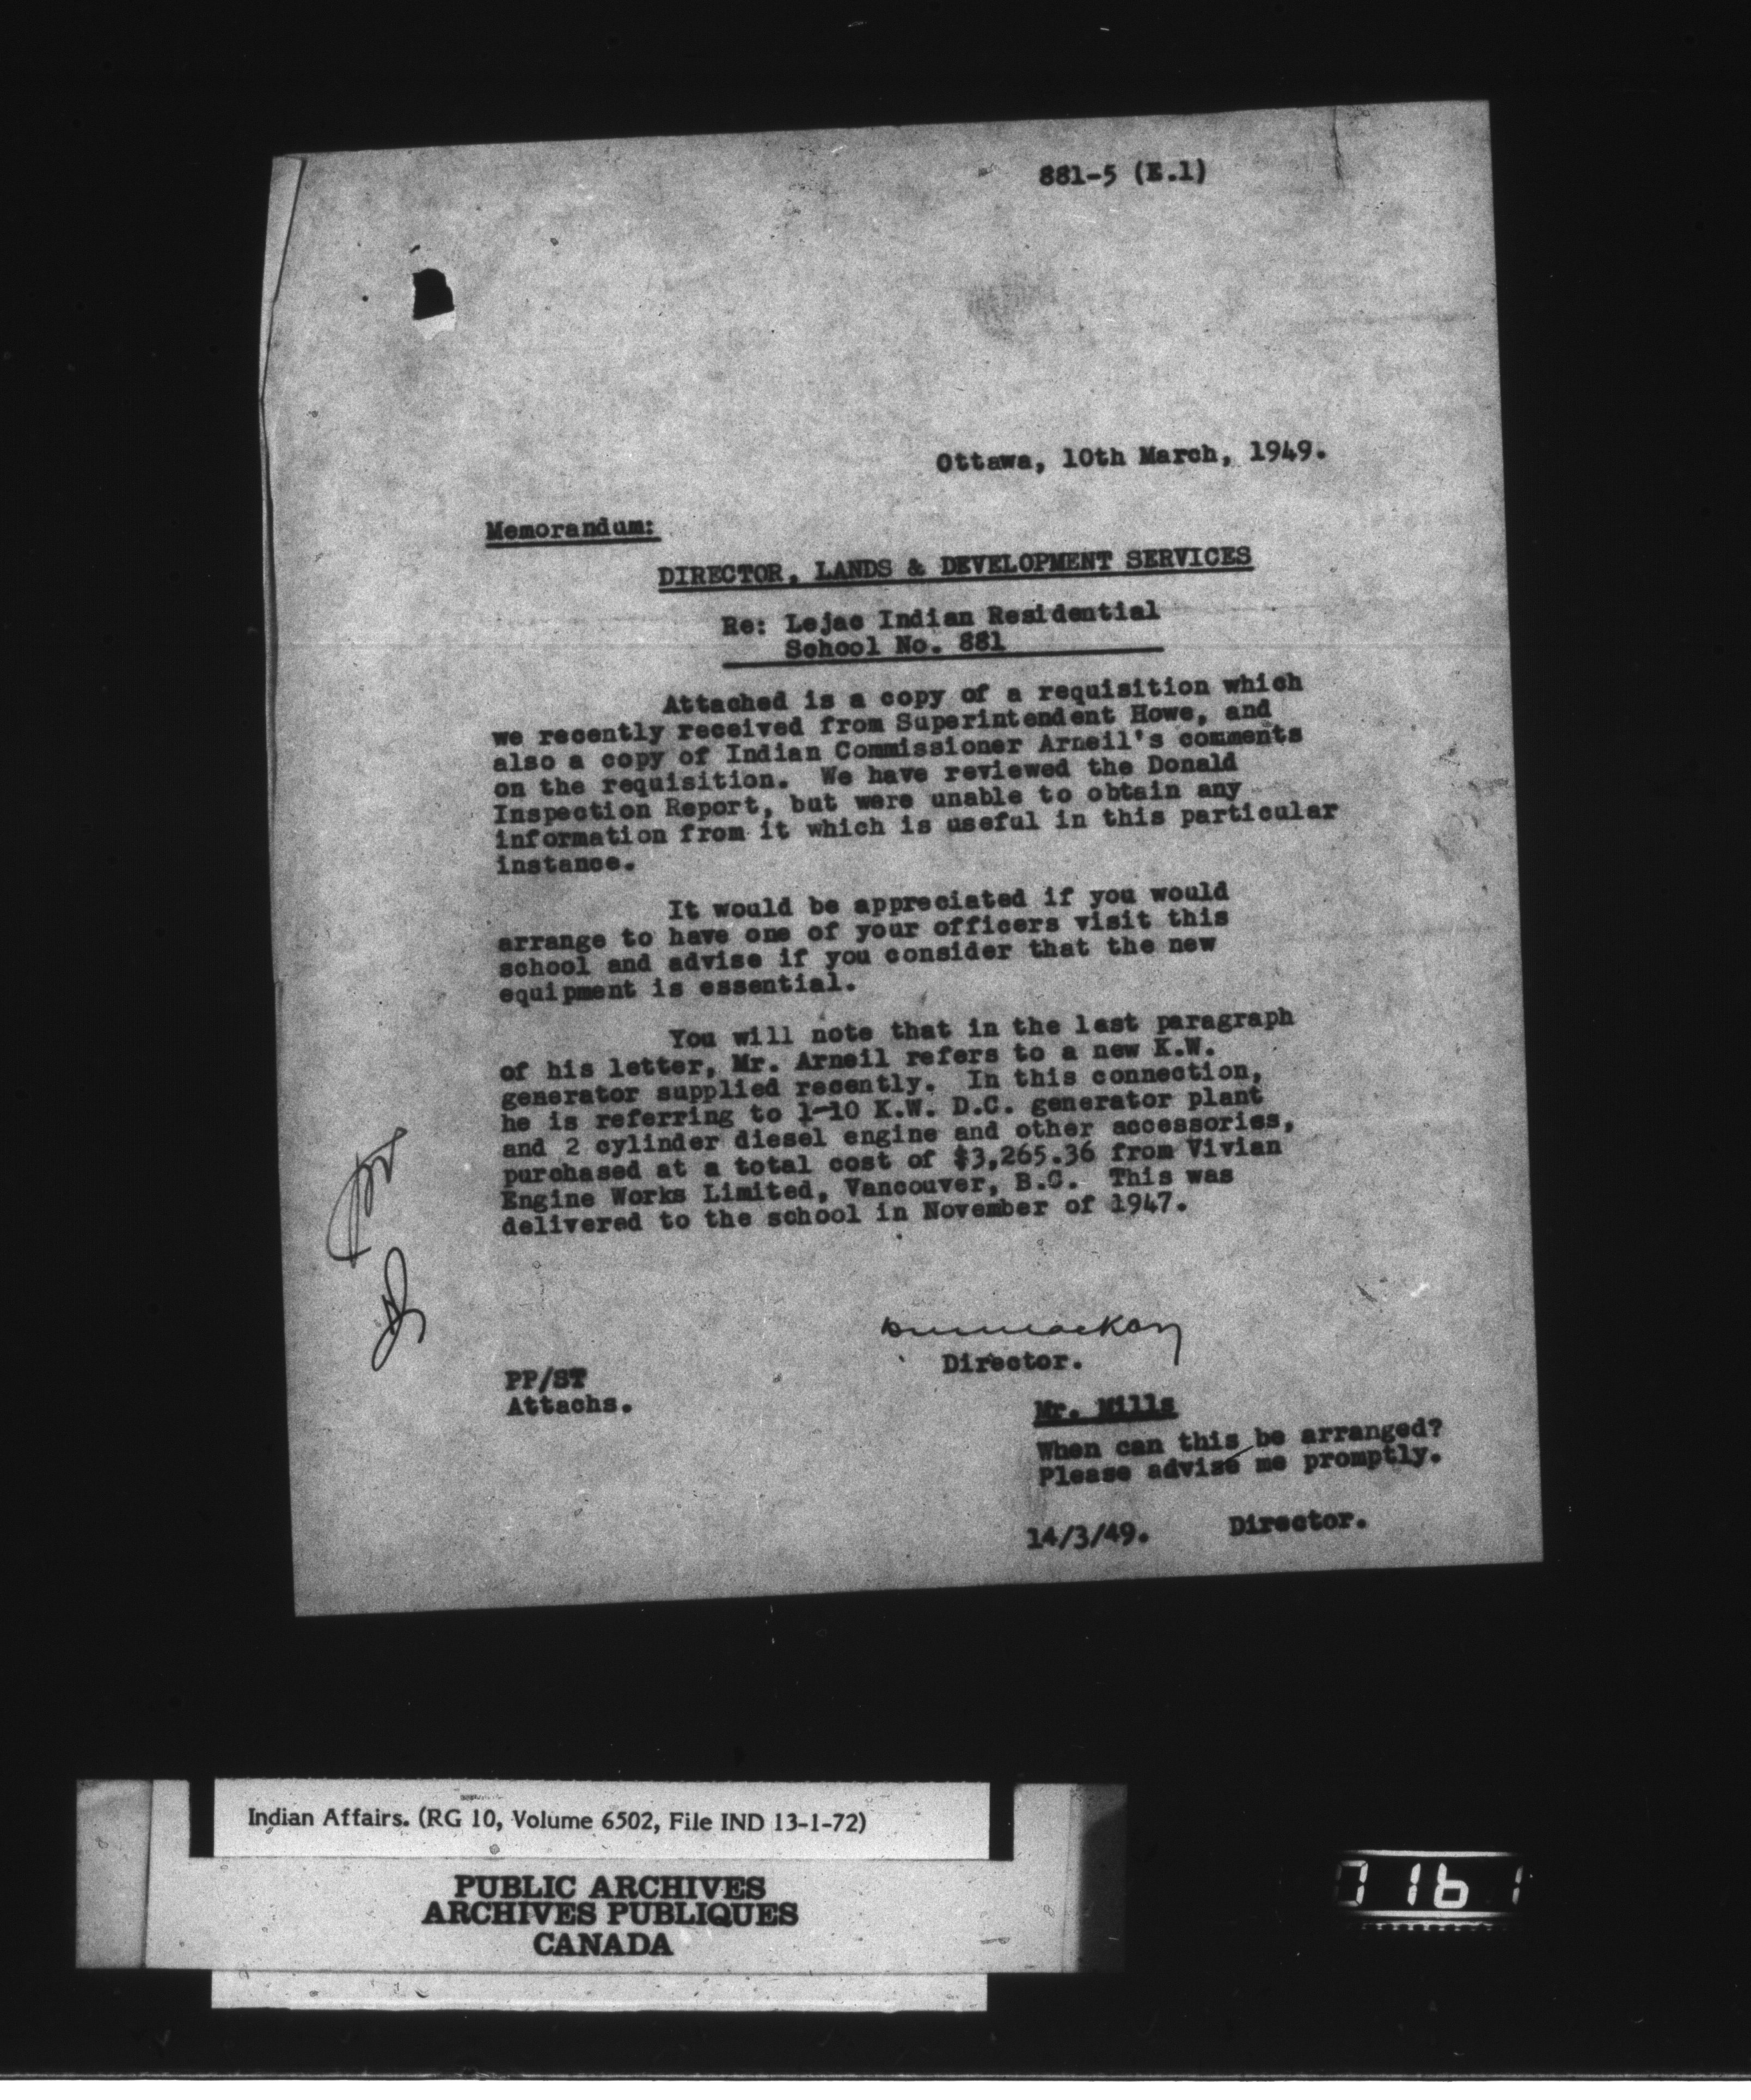 881-5 (E.1)
Ottawa, 10th March, 1949.
Memorandum:
DIRECTOR, LANDS & DEVELOPMENT SERVICES
Re: Lejac Indian Residential
School No. 881
Attached is a copy of a requisition which
we recently received from Superintendent Howe, and
also a copy of Indian Commissioner Arneil's comments
on the requisition. We have reviewed the Donald
Inspection Report, but were unable to obtain any
information from it which is useful in this particular
instance.
It would be appreciated if you would
arrange to have one of your officers visit this
school and advise if you consider that the new
equipment is essential.
You will note that in the last paragraph
of his letter, Mr. Arneil refers to a new K.W.
generator supplied recently. In this connection,
he is referring to 1-10 K.W. D.C. generator plant
and 2 cylinder diesel engine and other accessories,
purchased at a total cost of $3,265.36 from Vivian
Engine Works Limited, Vancouver, B.C. This was
delivered to the school in November of 1947.
Director.
PP/ST
Attachs.
Mr. Mills
When can this be arranged?
Please advise me promptly.
14/3/49. Director.
Indian Affairs. (RG 10, Volume 6502, File IND 13-1-72)
PUBLIC ARCHIVES
ARCHIVES PUBLIQUES
CANADA